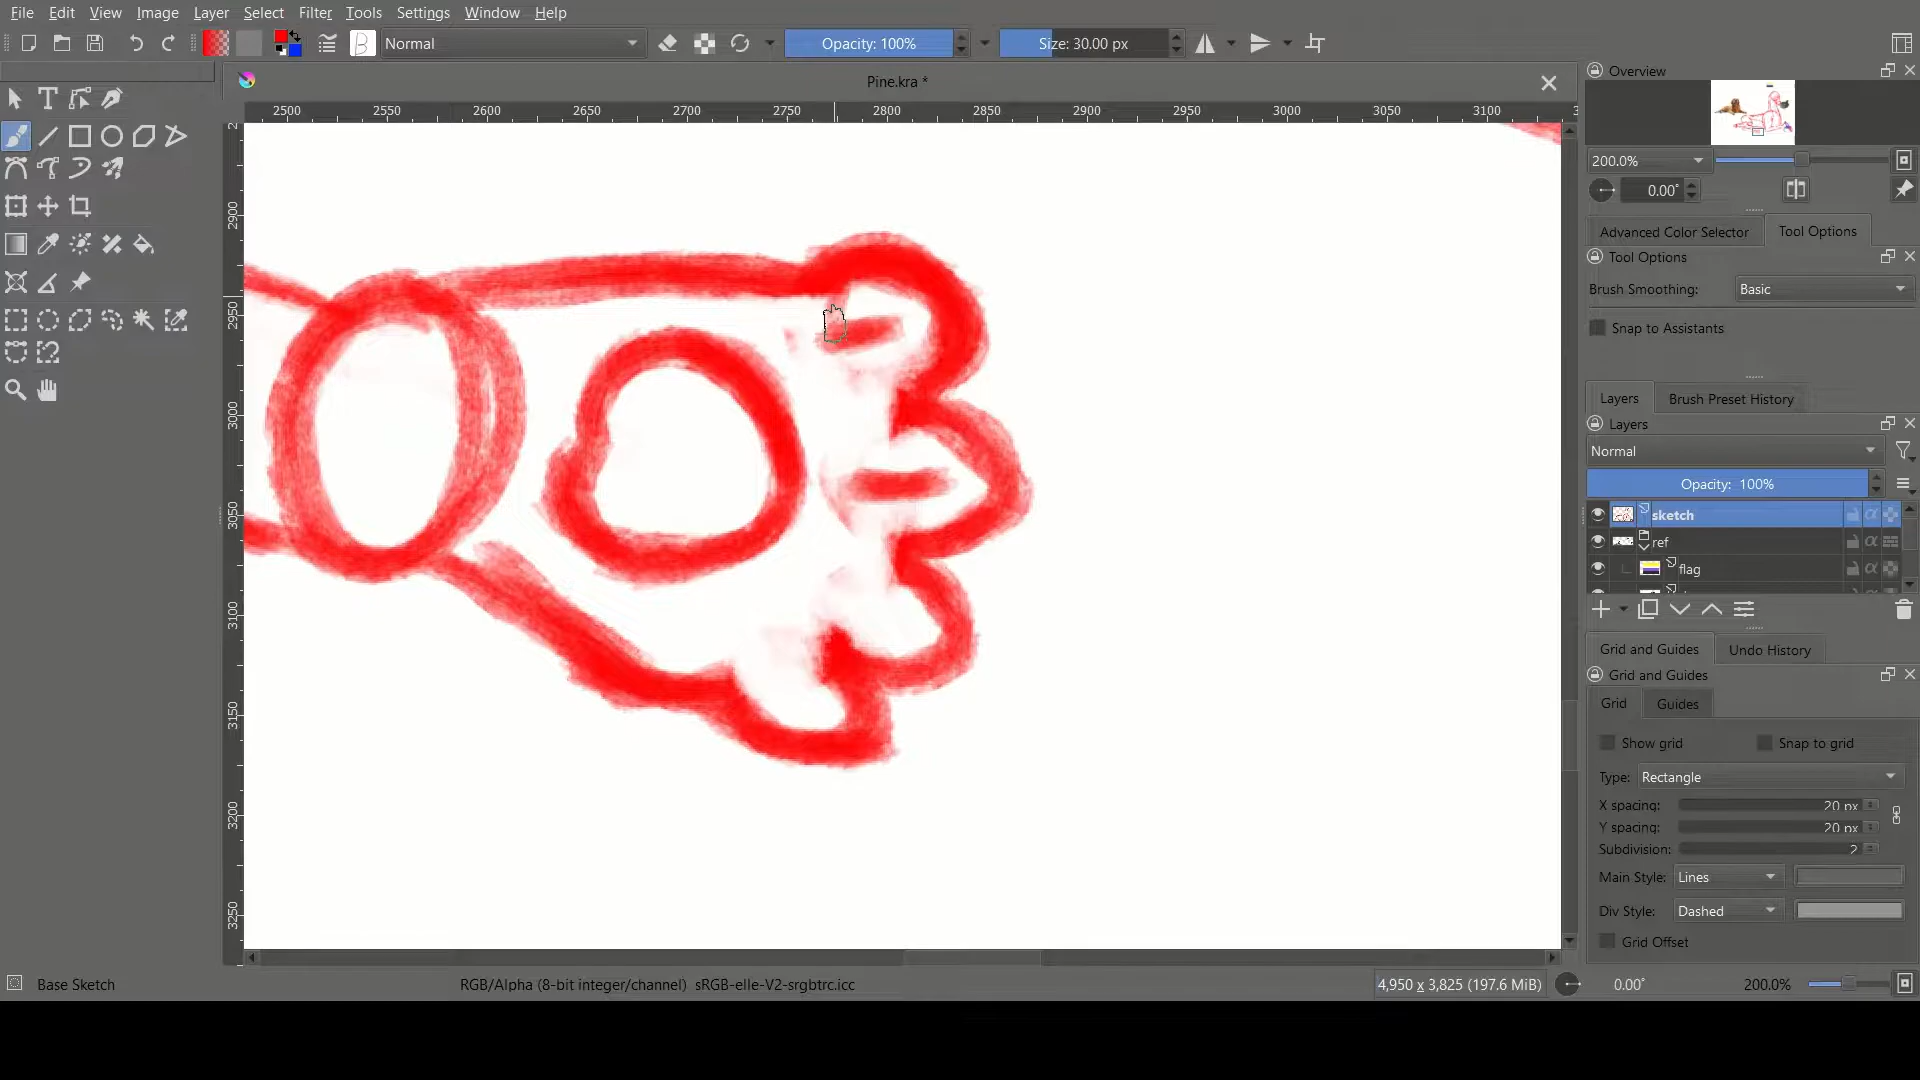 File Edit View Image Layer Select Filter Tools Settings Window Help
Normal
Opacity: 100%
Size: 30.00 px
Pine.kra *
2500 2550 2600 2650 2700 2750 2800 2850 2900 2950 3000 3050 3100
2900
2950
3000
3050
3100
3150
3200
3250
Overview
200.0%
0.00°
Advanced Color Selector Tool Options
Tool Options
Brush Smoothing: Basic
Snap to Assistants
Layers Brush Preset History
Layers
Normal
Opacity: 100%
sketch
ref
flag
Grid and Guides Undo History
Grid and Guides
Grid Guides
Show grid Snap to grid
Type: Rectangle
X spacing: 20 px
Y spacing: 20 px
Subdivision: 2
Main Style: Lines
Div Style: Dashed
Grid Offset
Base Sketch RGB/Alpha (8-bit integer/channel) sRGB-elle-V2-srgbtrc.icc 4,950 x 3,825 (197.6 MiB) 0.00° 200.0%